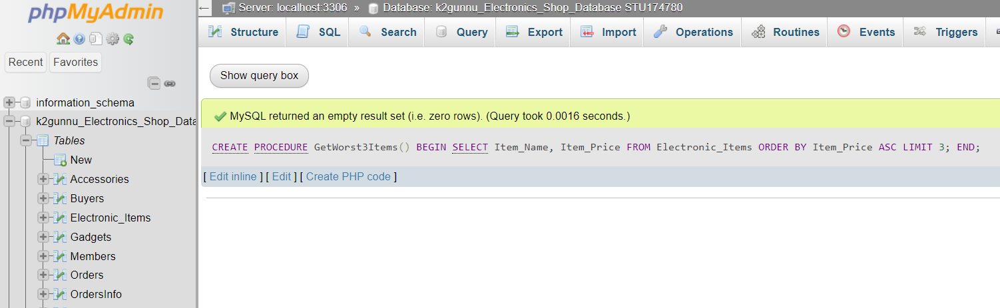 phpMyAdmin
Recent Favorites
information_schema
k2gunnu_Electronics_Shop_Data
Tables
New
Accessories
Buyers
Electronic_Items
Gadgets
Members
Orders
OrdersInfo
Server: localhost:3306 » Database: k2gunnu_Electronics_Shop_Database STU174780
Structure SQL Search Query Export Import Operations Routines Events Triggers
Show query box
MySQL returned an empty result set (i.e. zero rows). (Query took 0.0016 seconds.)
CREATE PROCEDURE GetWorst3Items() BEGIN SELECT Item_Name, Item_Price FROM Electronic_Items ORDER BY Item_Price ASC LIMIT 3; END;
[ Edit inline ] [ Edit ] [ Create PHP code ]